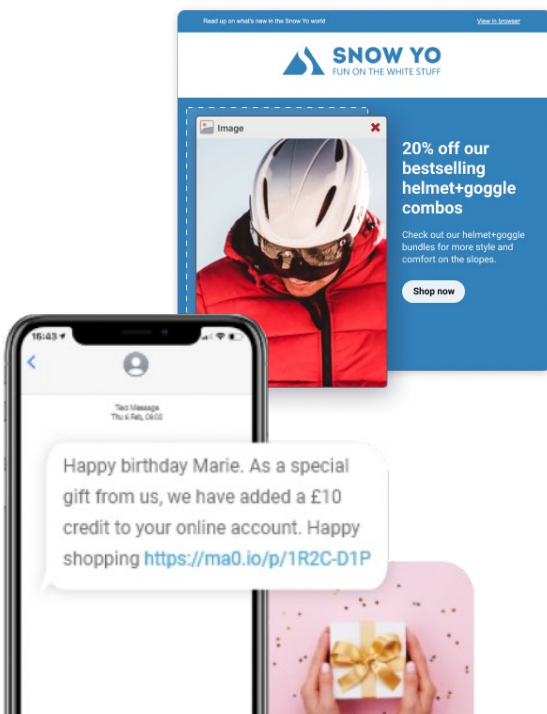 Read up on what's new in the Snow Yo world
View in browser
SNOW YO
FUN ON THE WHITE STUFF
Image
20% off our
bestselling
helmet+goggle
combos
Check out our helmet+goggle
bundles for more style and
comfort on the slopes.
Shop now
16:43
Text Message
Happy birthday Marie. As a special
gift from us, we have added a £10
credit to your online account. Happy
shopping https://ma0.io/p/1R2C-D1P